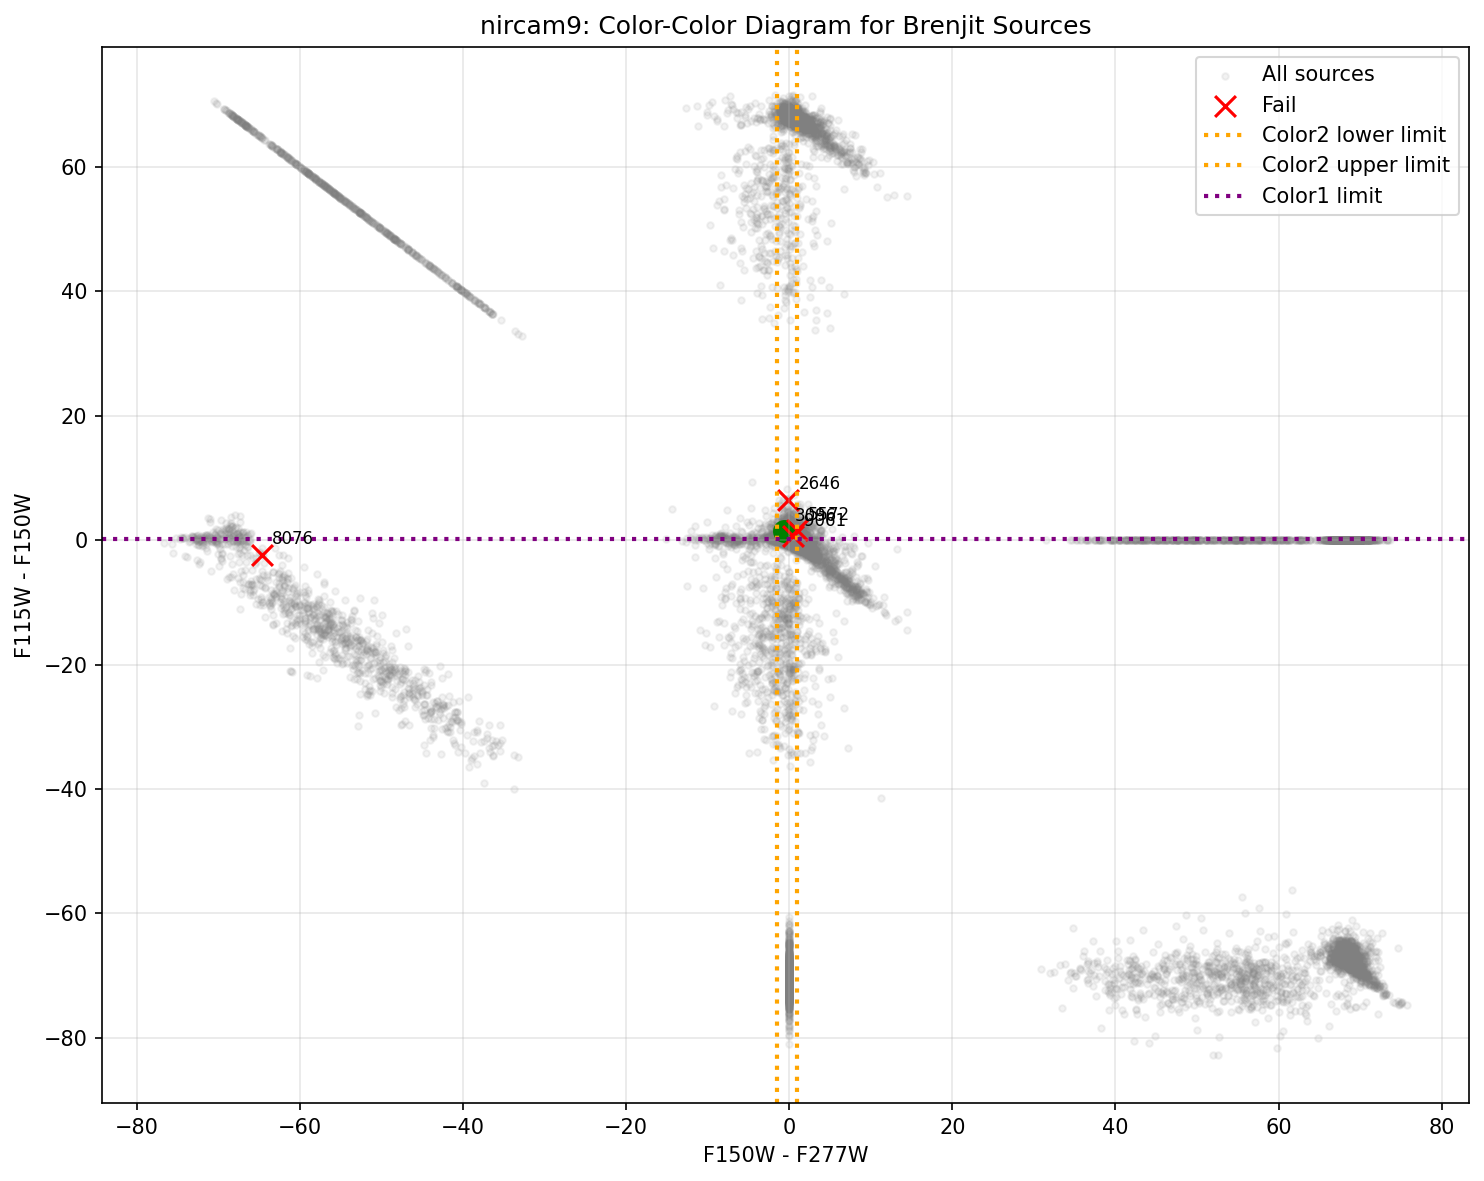 nircam9: Color-Color Diagram for Brenjit Sources
All sources
Fail
Color2 lower limit
Color2 upper limit
Color1 limit
F115W - F150W
60
40
20
0
−20
−40
−60
−80
2646
8076
−80
−60
−40
−20
0
20
40
60
80
F150W - F277W